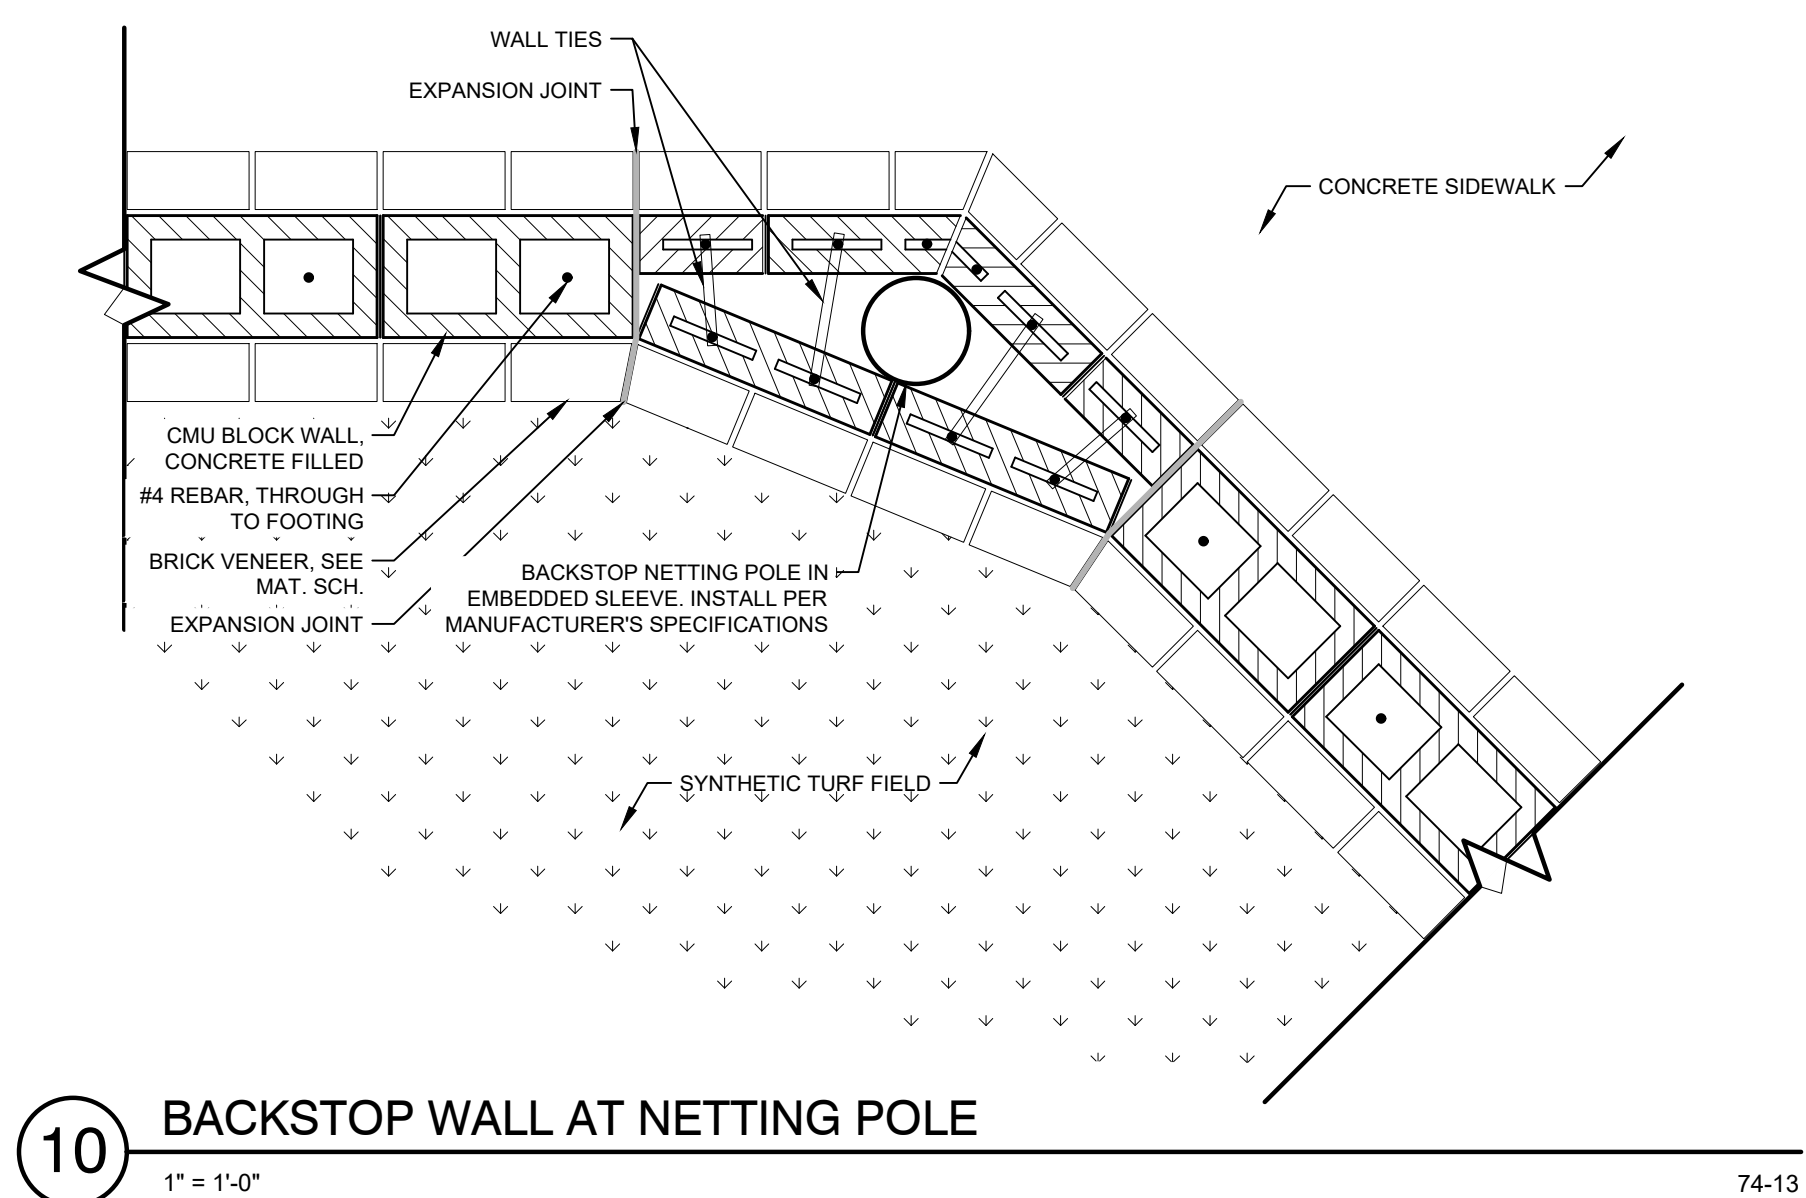 WALL TIES
EXPANSION JOINT
CONCRETE SIDEWALK
CMU BLOCK WALL,
CONCRETE FILLED
#4 REBAR, THROUGH
TO FOOTING
BRICK VENEER, SEE
MAT. SCH.
EXPANSION JOINT
BACKSTOP NETTING POLE IN
EMBEDDED SLEEVE. INSTALL PER
MANUFACTURER'S SPECIFICATIONS
SYNTHETIC TURF FIELD
10
BACKSTOP WALL AT NETTING POLE
1" = 1'-0"
74-13